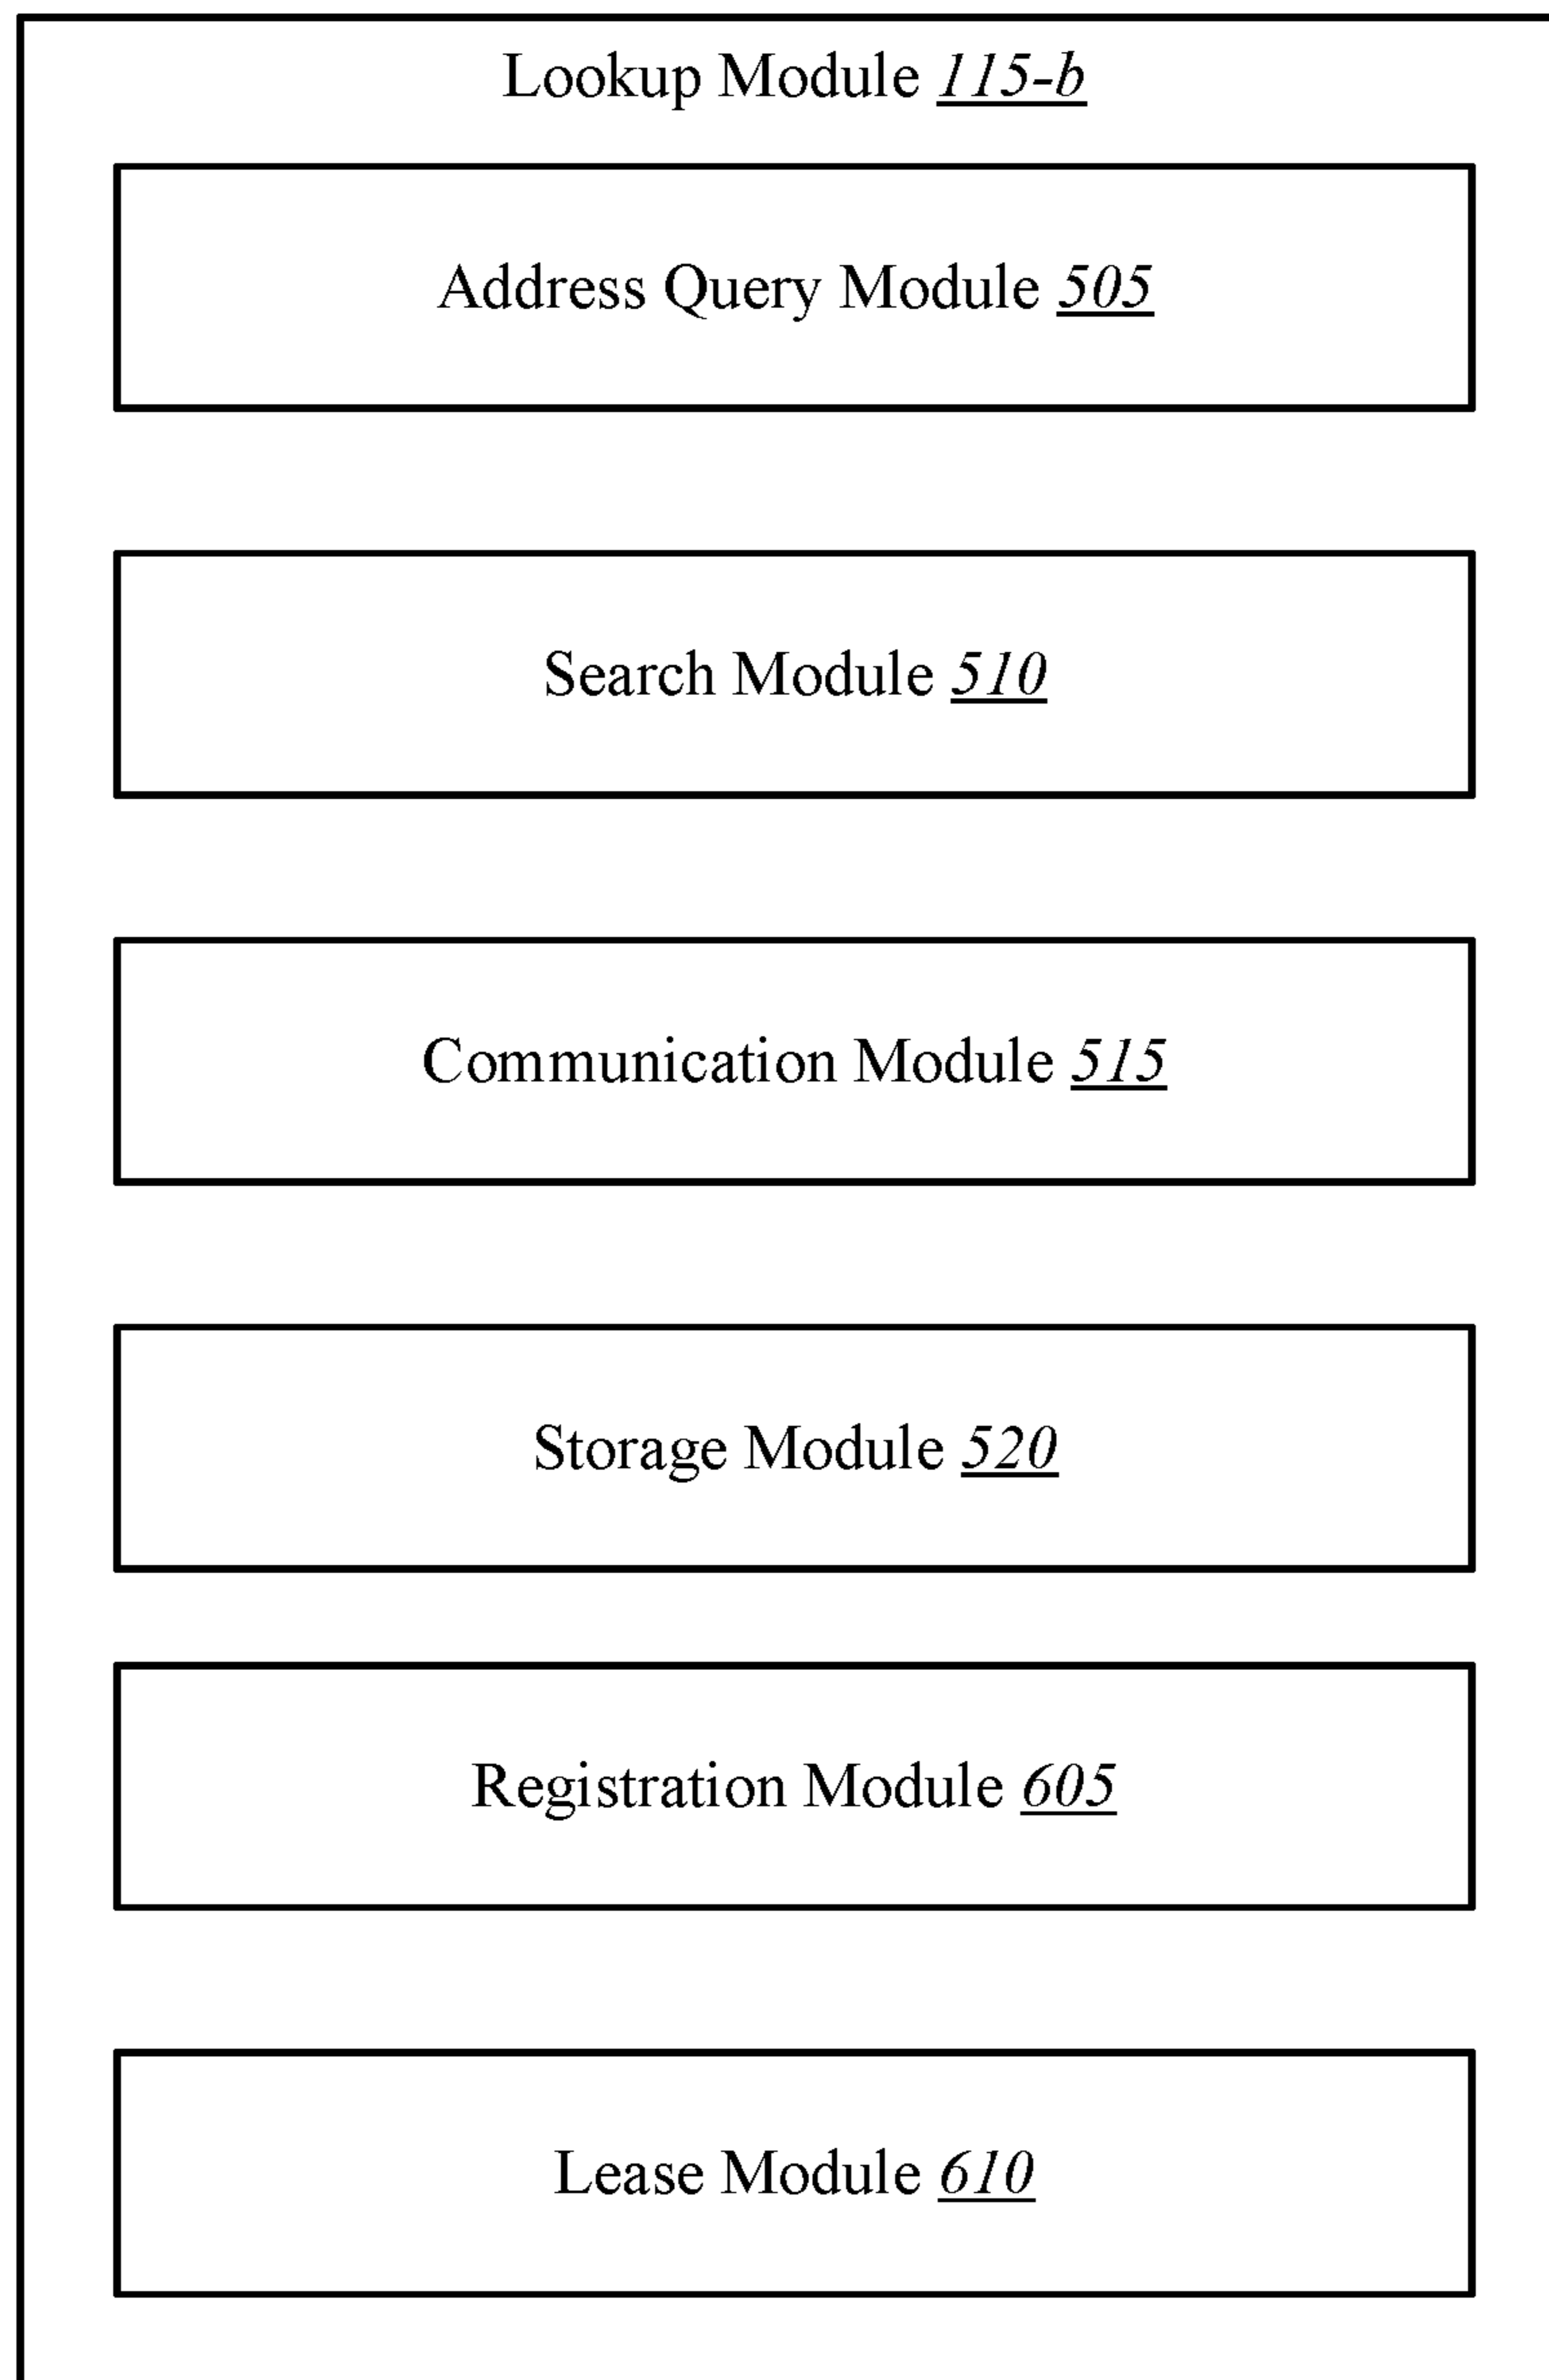 Lookup Module 115-b
Address Query Module 505
Search Module 510
Communication Module 515
Storage Module 520
Registration Module 605
Lease Module 610